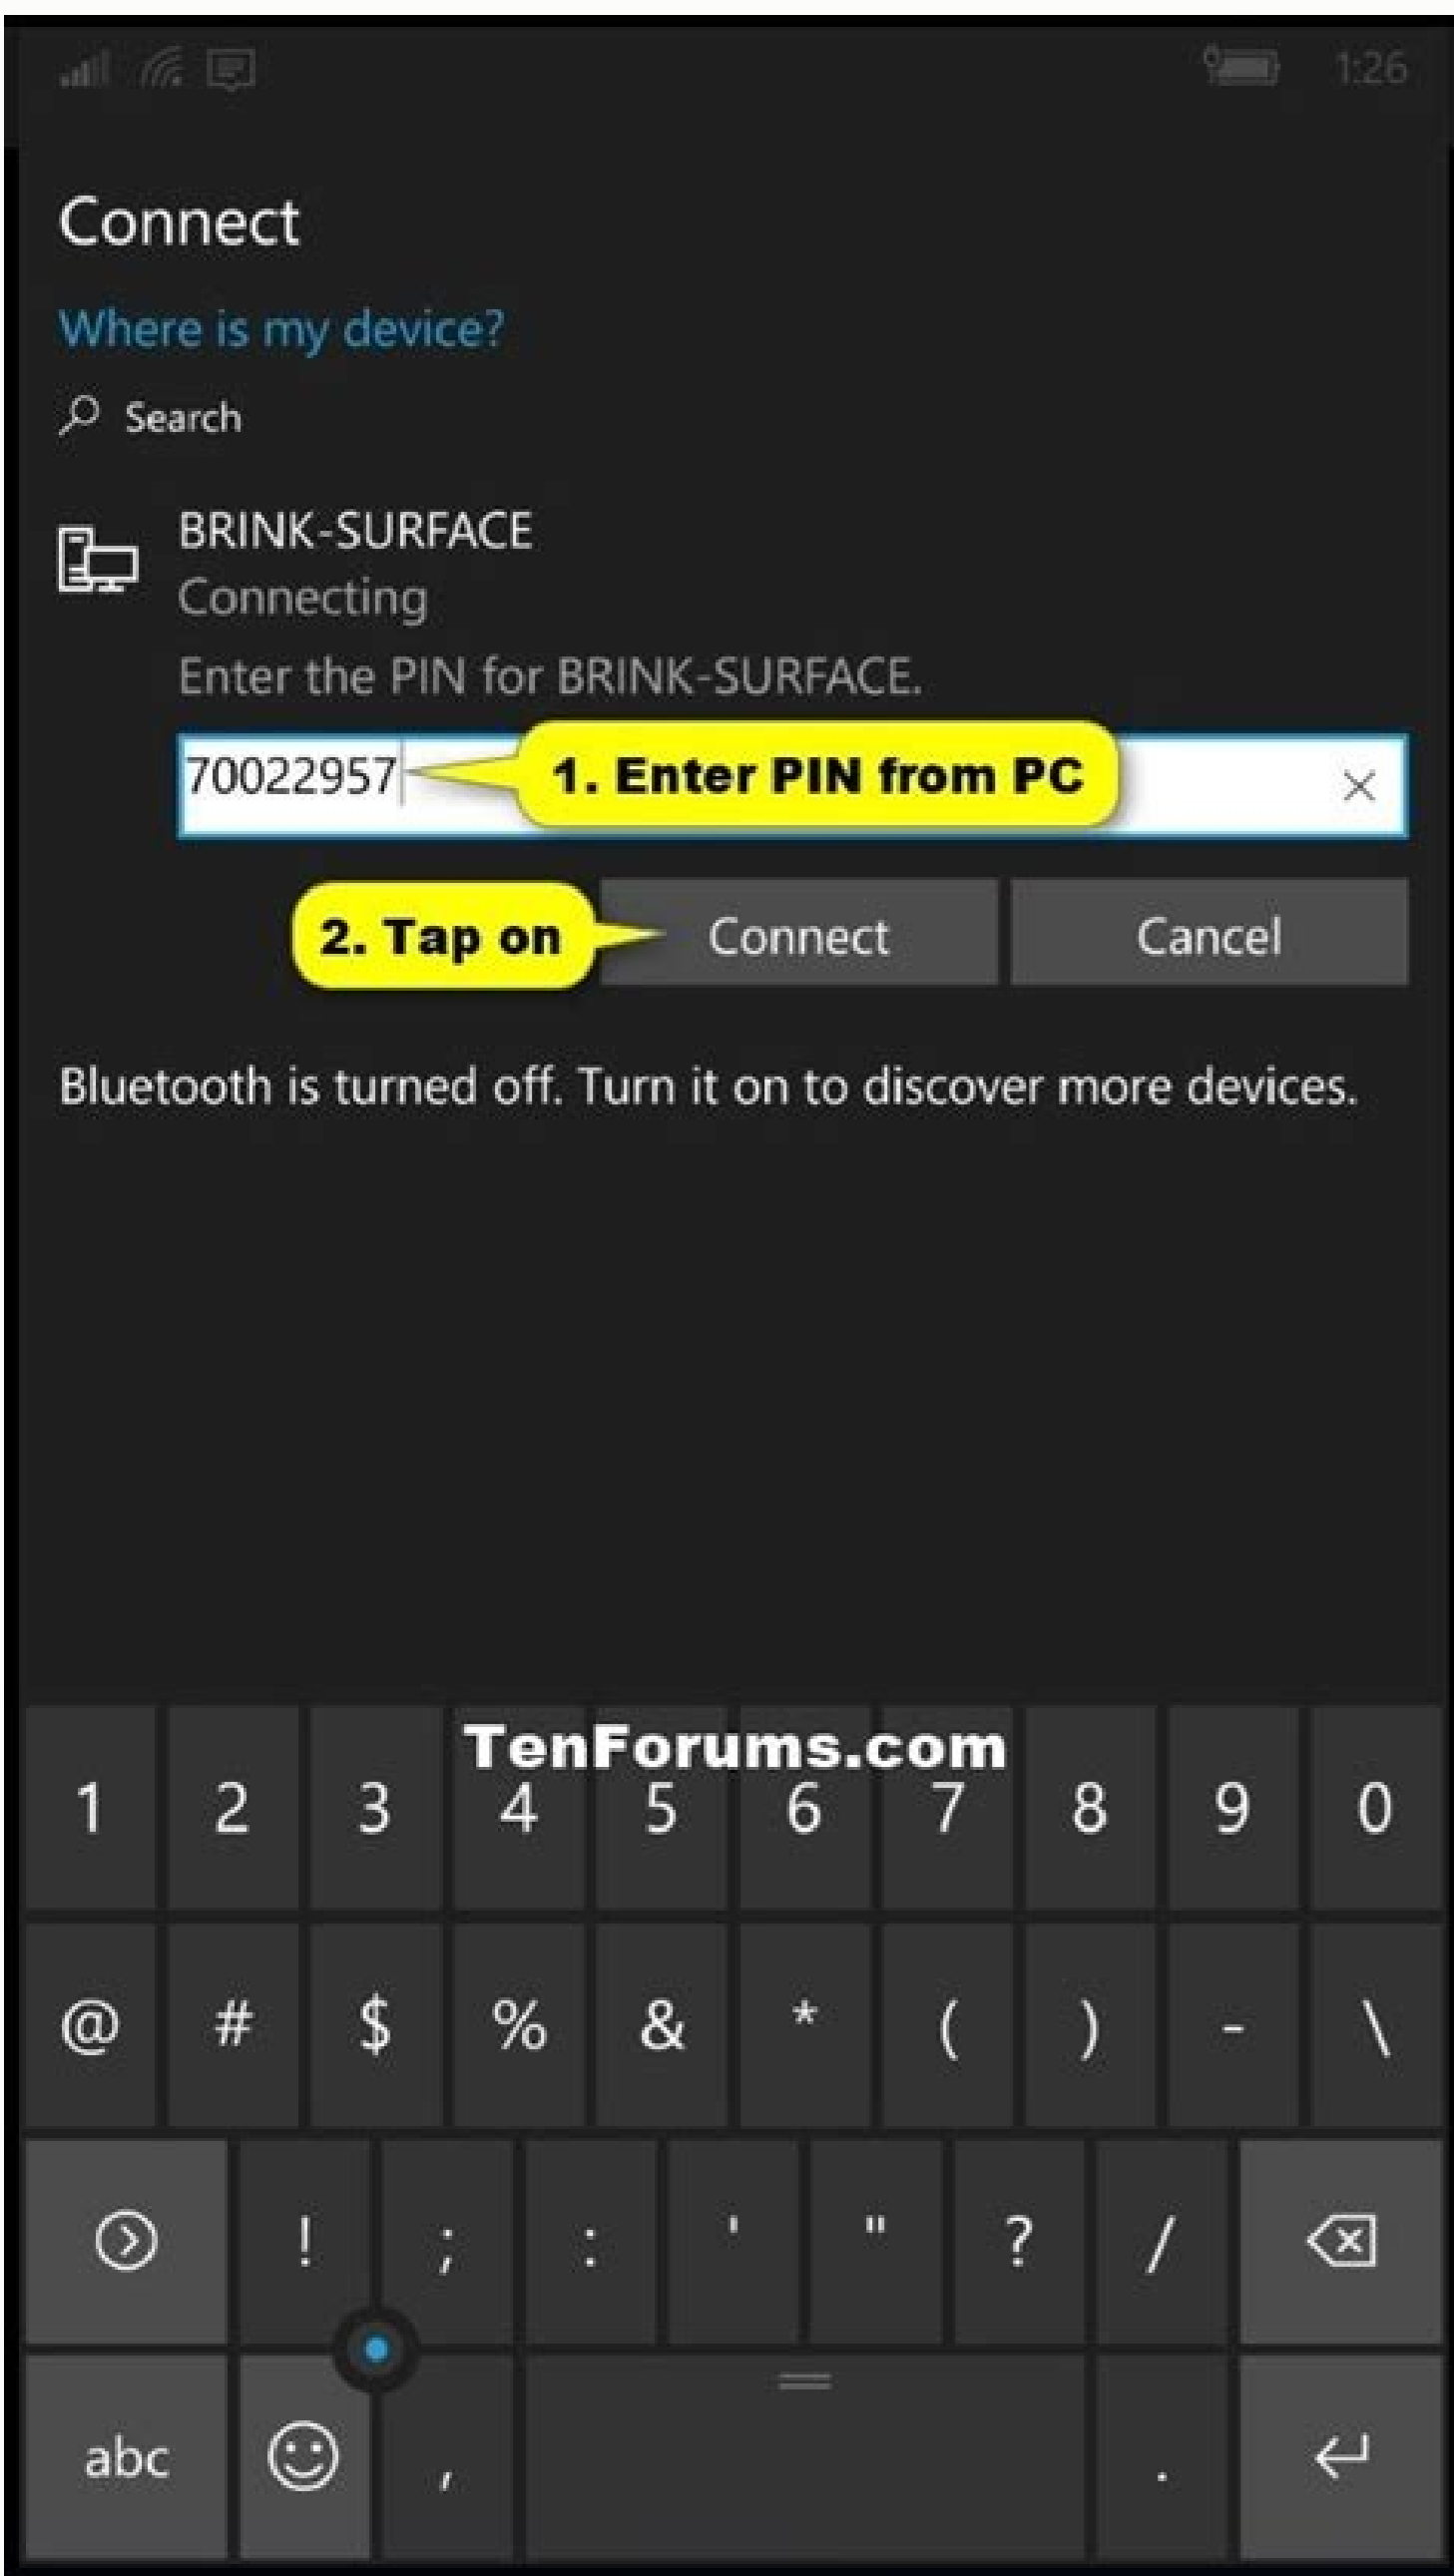 1:26
Connect
Where is my device?
Search
BRINK-SURFACE
Connecting
Enter the PIN for BRINK-SURFACE.
70022957 1. Enter PIN from PC
2. Tap on Connect Cancel
Bluetooth is turned off. Turn it on to discover more devices.
TenForums.com
1 2 3 4 5 6 7 8 9 0
@ # $ % & * ( ) - \
! ; : ' " ? /
abc , .